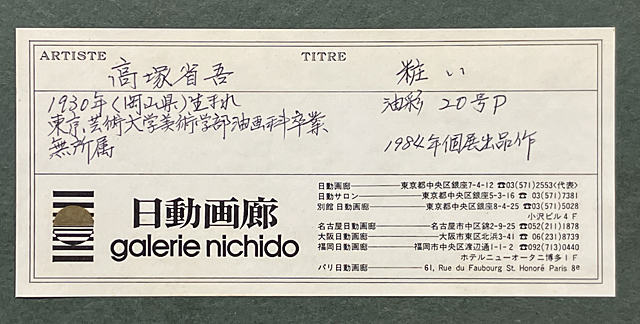 ARTISTE TITRE
高塚省吾 粧い
1930年(岡山県)生まれ 油彩 20号P
東京芸術大学美術学部油画科卒業
無所属 1984年個展出品作
日動画廊
galerie nichido
日動画廊 東京都中央区銀座7-4-12 ☎03(571)2553<代表>
日動サロン 東京都中央区銀座5-3-16 ☎03(571)7381
別館日動画廊 東京都中央区銀座8-4-25 ☎03(571)5028
小沢ビル4F
名古屋日動画廊 名古屋市中区錦2-9-25 ☎052(211)1878
大阪日動画廊 大阪市東区北浜3-41 ☎06(231)8739
福岡日動画廊 福岡市中央区渡辺通1-1-2 ☎092(713)0440
ホテルニューオータニ博多1F
パリ日動画廊 61, Rue du Faubourg St. Honoré Paris 8e